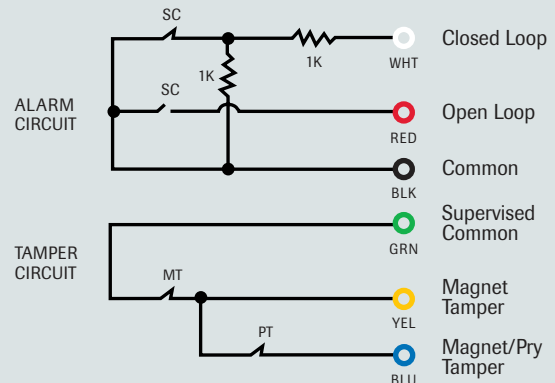 SC
1K
WHT
Closed Loop
1K
ALARM
CIRCUIT
SC
RED
Open Loop
BLK
Common
TAMPER
CIRCUIT
GRN
Supervised
Common
MT
YEL
Magnet
Tamper
PT
BLU
Magnet/Pry
Tamper